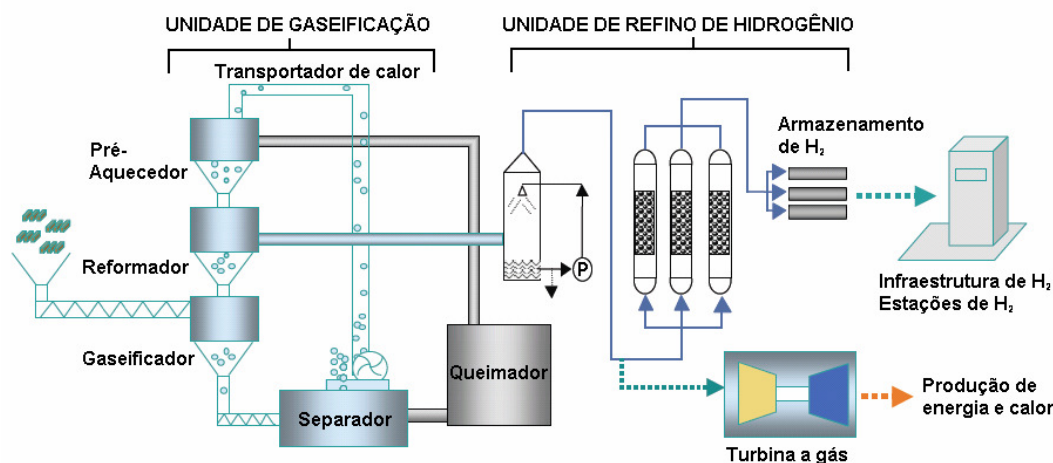 UNIDADE DE GASEIFICAÇÃO
UNIDADE DE REFINO DE HIDROGÊNIO
Transportador de calor
Pré-
Aquecedor
Reformador
Gaseificador
Separador
Queimador
P
Armazenamento
de H₂
Infraestrutura de H₂
Estações de H₂
Produção de
energia e calor
Turbina a gás